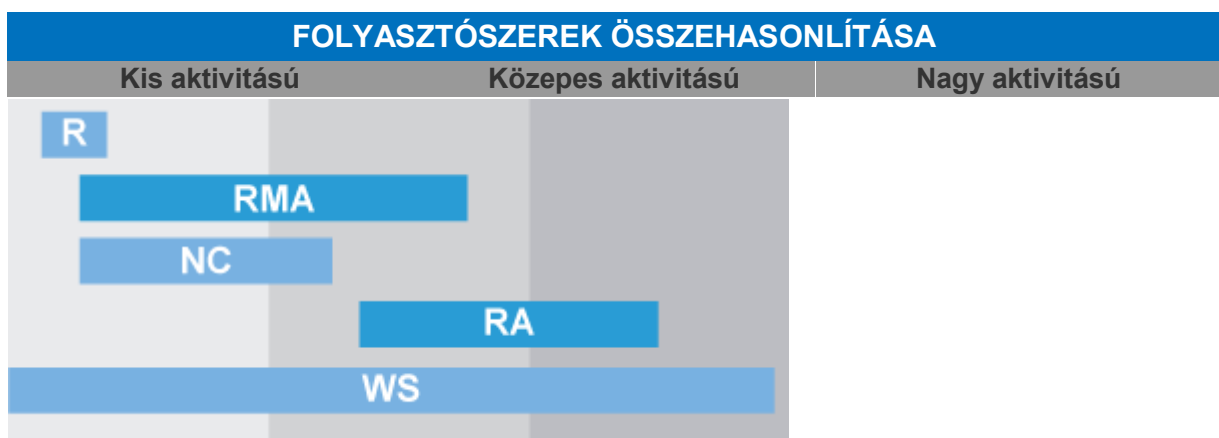 FOLYASZTÓSZEREK ÖSSZEHASONLÍTÁSA
Kis aktivitású Közepes aktivitású Nagy aktivitású
R
RMA
NC
RA
WS